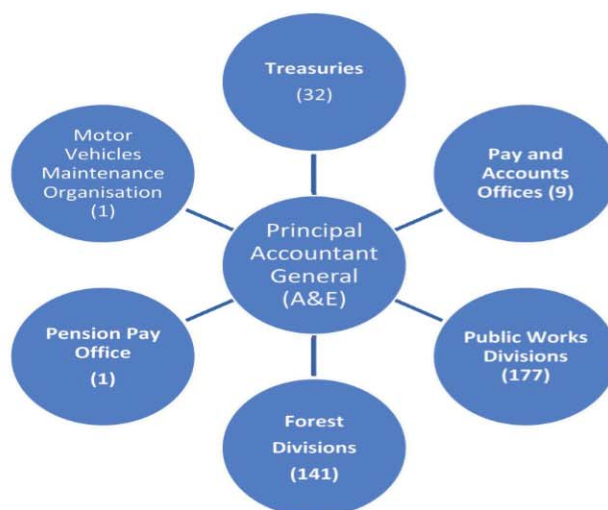 Treasuries
(32)
Motor
Vehicles
Maintenance
Organisation
(1)
Pay and
Accounts
Offices (9)
Principal
Accountant
General
(A&E)
Pension Pay
Office
(1)
Public Works
Divisions
(177)
Forest
Divisions
(141)